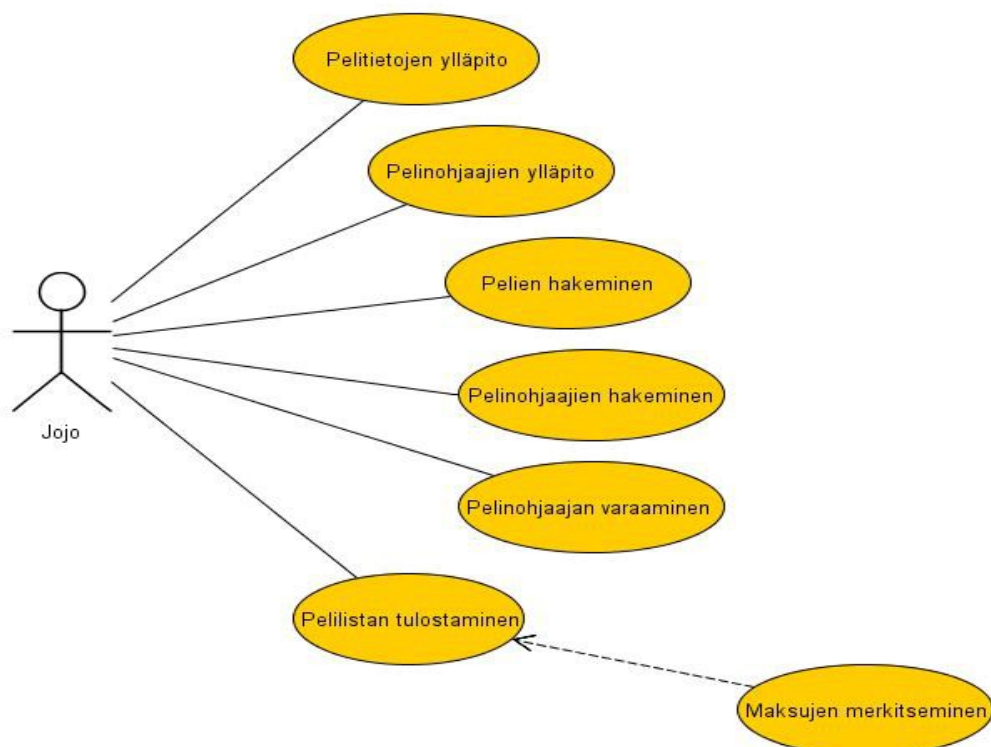 Pelitietojen ylläpito
Pelinohjaajien ylläpito
Pelien hakeminen
Pelinohjaajien hakeminen
Jojo
Pelinohjaajan varaaminen
Pelilistan tulostaminen
Maksujen merkitseminen